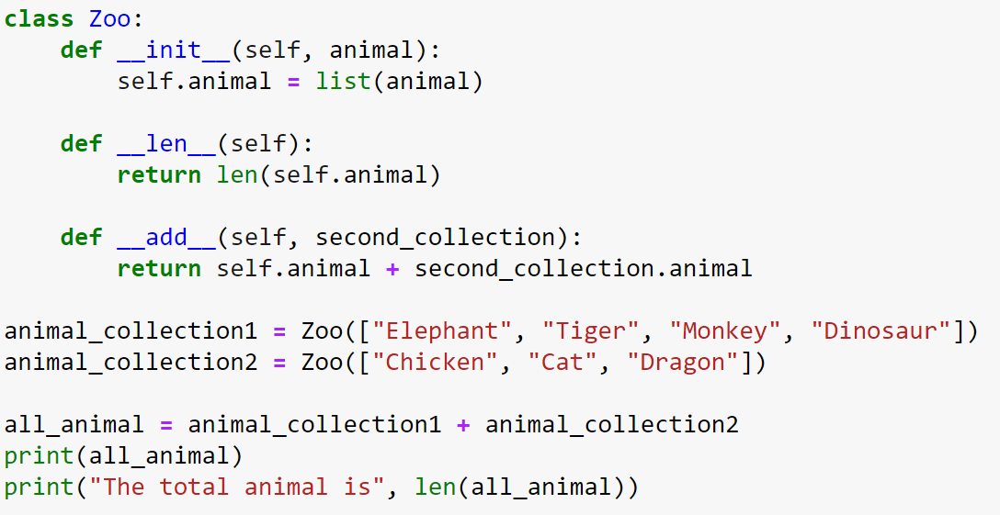 class Zoo:
    def __init__(self, animal):
        self.animal = list(animal)

    def __len__(self):
        return len(self.animal)

    def __add__(self, second_collection):
        return self.animal + second_collection.animal

animal_collection1 = Zoo(["Elephant", "Tiger", "Monkey", "Dinosaur"])
animal_collection2 = Zoo(["Chicken", "Cat", "Dragon"])

all_animal = animal_collection1 + animal_collection2
print(all_animal)
print("The total animal is", len(all_animal))